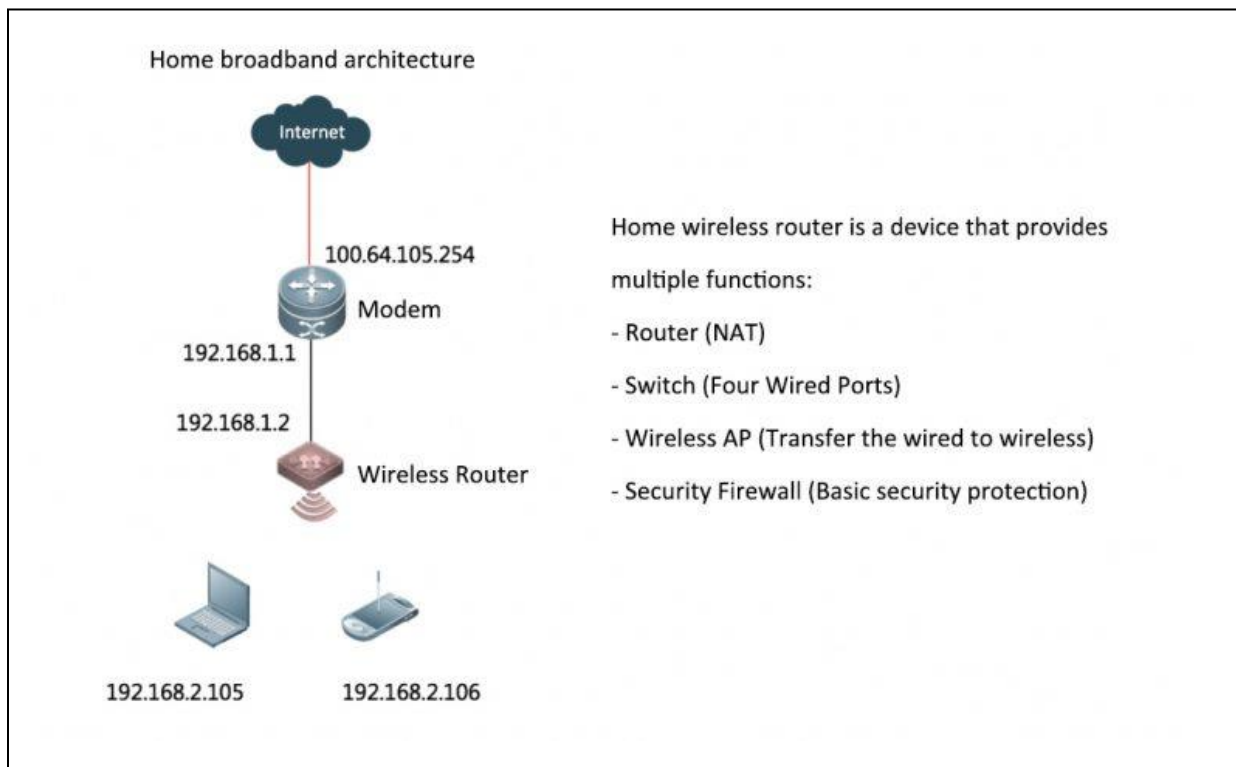 Home broadband architecture
Internet
100.64.105.254
Modem
192.168.1.1
192.168.1.2
Wireless Router
192.168.2.105
192.168.2.106
Home wireless router is a device that provides
multiple functions:
- Router (NAT)
- Switch (Four Wired Ports)
- Wireless AP (Transfer the wired to wireless)
- Security Firewall (Basic security protection)